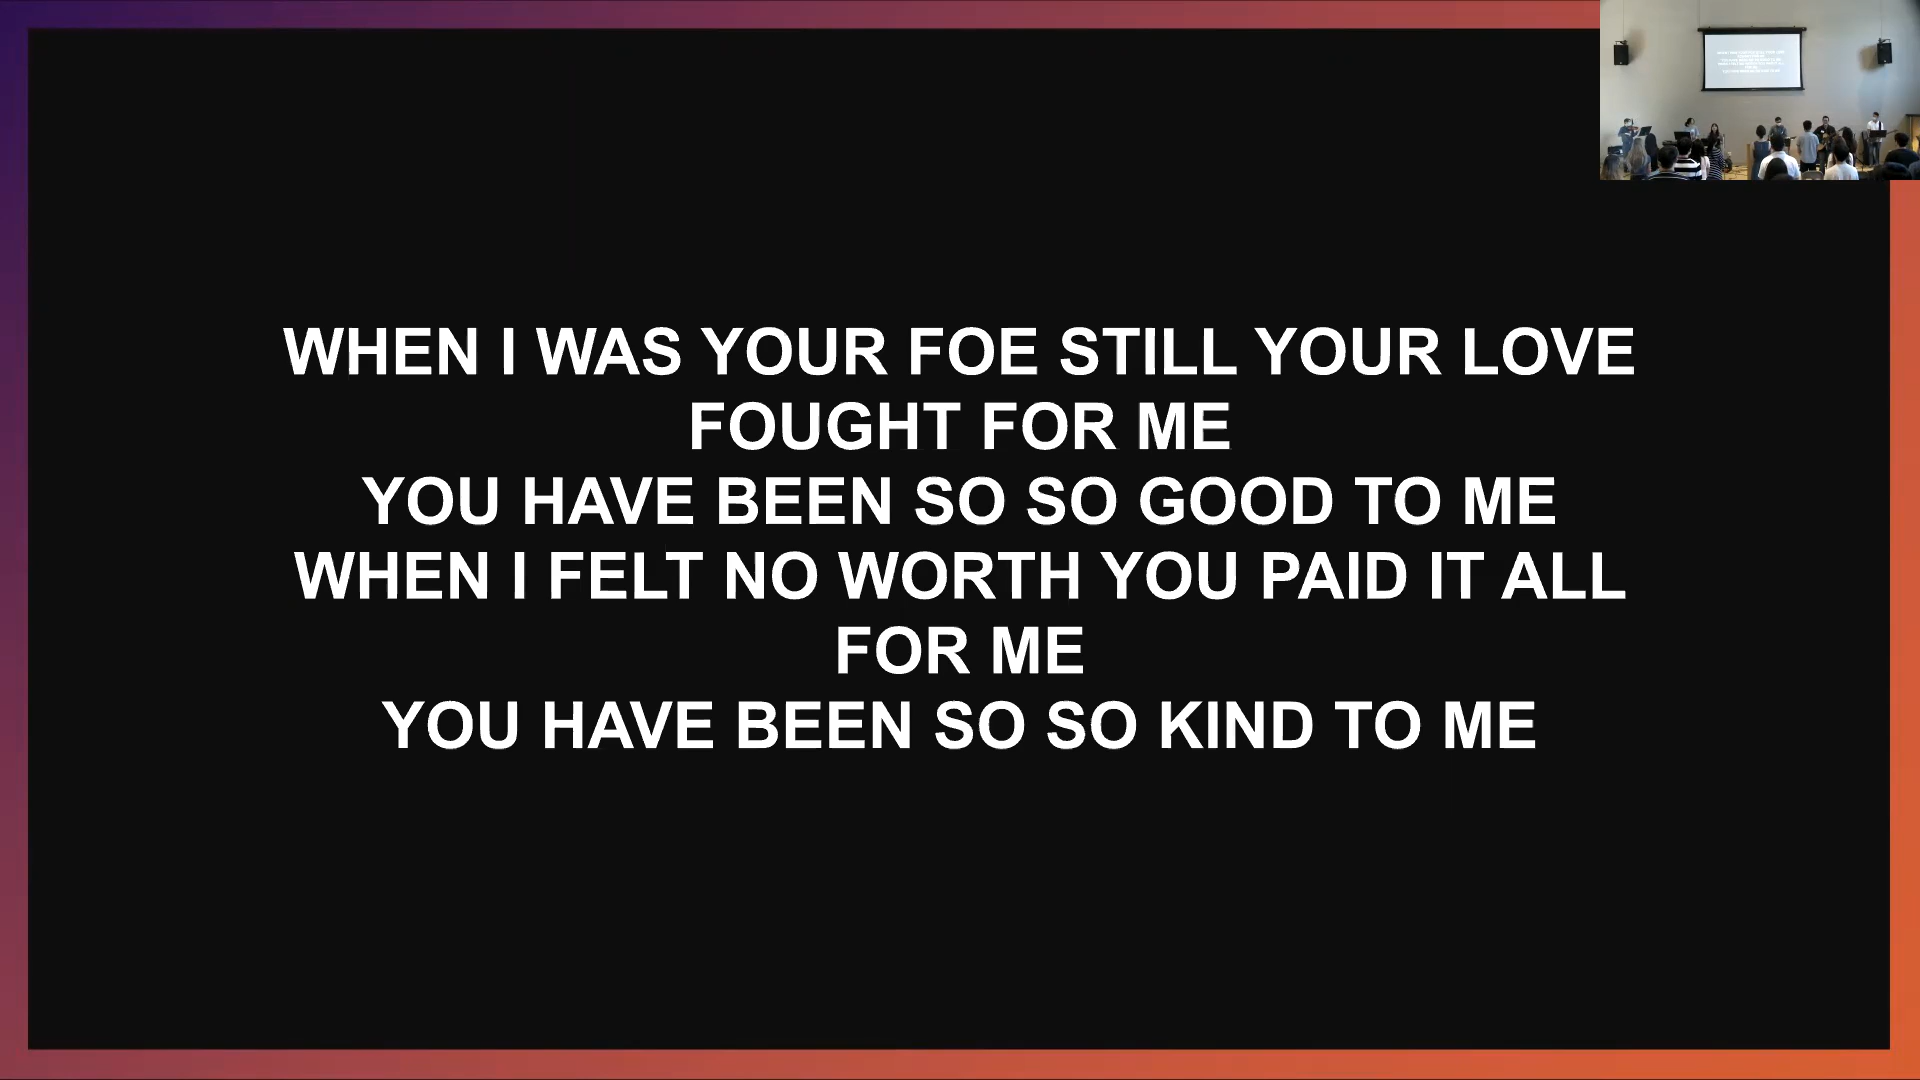 WHEN I WAS YOUR FOE STILL YOUR LOVE
FOUGHT FOR ME
YOU HAVE BEEN SO SO GOOD TO ME
WHEN I FELT NO WORTH YOU PAID IT ALL
FOR ME
YOU HAVE BEEN SO SO KIND TO ME